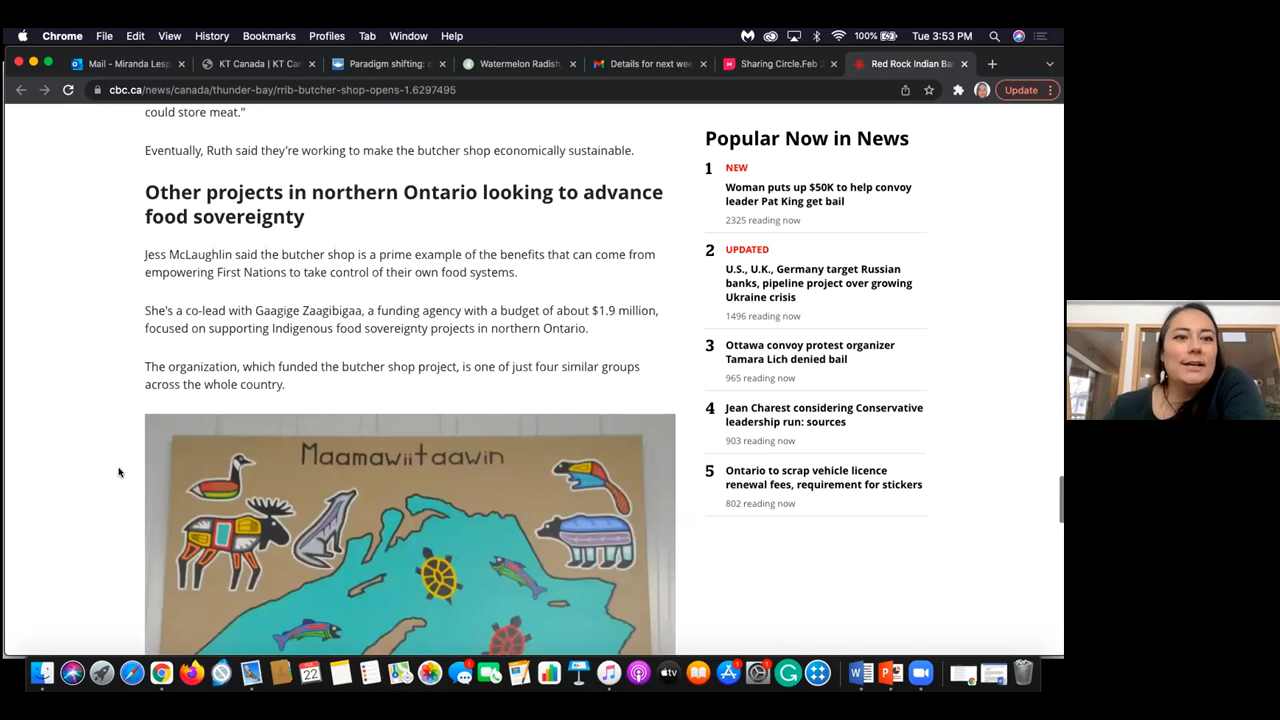 Chrome File Edit View History Bookmarks Profiles Tab Window Help 100% Tue 3:53 PM
Mail - Miranda Lesp KT Canada | KT Can Paradigm shifting: c Watermelon Radish, Details for next wee Sharing Circle.Feb 2 Red Rock Indian Ba
cbc.ca/news/canada/thunder-bay/rrib-butcher-shop-opens-1.6297495 Update
could store meat."
Eventually, Ruth said they're working to make the butcher shop economically sustainable.
Other projects in northern Ontario looking to advance
food sovereignty
Jess McLaughlin said the butcher shop is a prime example of the benefits that can come from
empowering First Nations to take control of their own food systems.
She's a co-lead with Gaagige Zaagibigaa, a funding agency with a budget of about $1.9 million,
focused on supporting Indigenous food sovereignty projects in northern Ontario.
The organization, which funded the butcher shop project, is one of just four similar groups
across the whole country.
Maamawiitaawin
Popular Now in News
1 NEW
Woman puts up $50K to help convoy
leader Pat King get bail
2325 reading now
2 UPDATED
U.S., U.K., Germany target Russian
banks, pipeline project over growing
Ukraine crisis
1496 reading now
3 Ottawa convoy protest organizer
Tamara Lich denied bail
965 reading now
4 Jean Charest considering Conservative
leadership run: sources
903 reading now
5 Ontario to scrap vehicle licence
renewal fees, requirement for stickers
802 reading now
22
tv